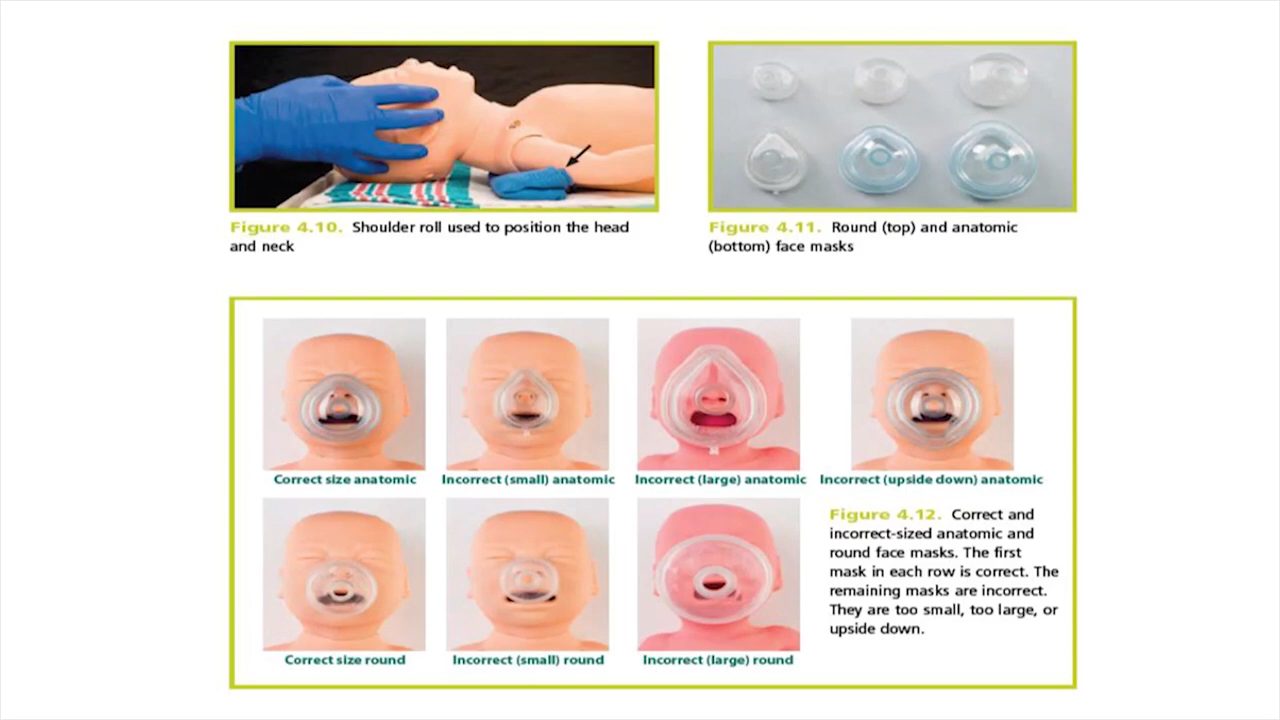 Figure 4.10. Shoulder roll used to position the head
and neck
Figure 4.11. Round (top) and anatomic
(bottom) face masks
Correct size anatomic
Incorrect (small) anatomic
Incorrect (large) anatomic
Incorrect (upside down) anatomic
Correct size round
Incorrect (small) round
Incorrect (large) round
Figure 4.12. Correct and
incorrect-sized anatomic and
round face masks. The first
mask in each row is correct. The
remaining masks are incorrect.
They are too small, too large, or
upside down.